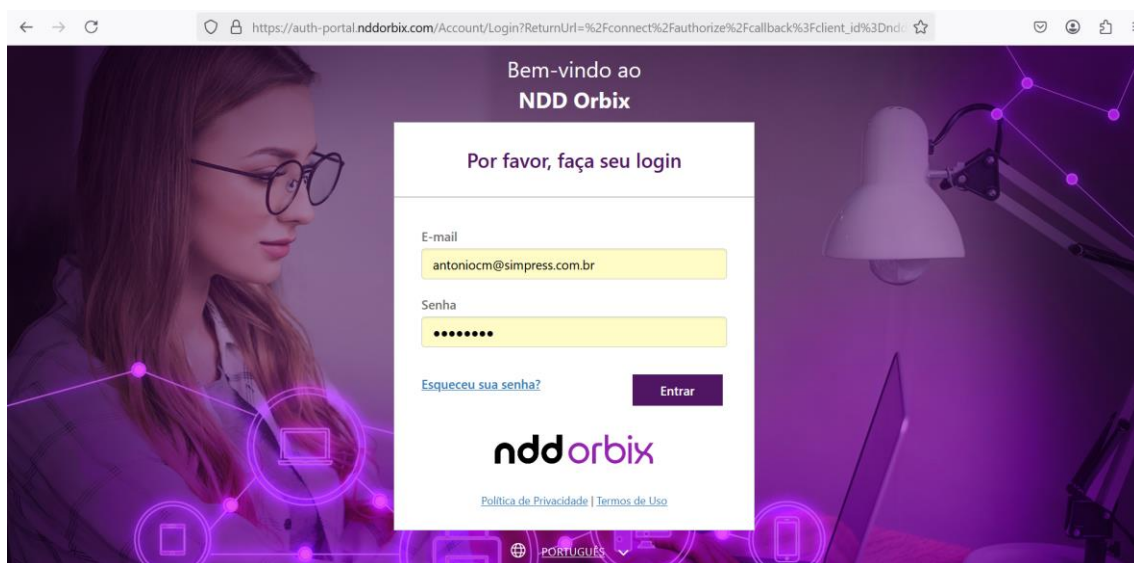 https://auth-portal.nddorbix.com/Account/Login?ReturnUrl=%2Fconnect%2Fauthorize%2Fcallback%3Fclient_id%3Dndd
Bem-vindo ao
NDD Orbix
Por favor, faça seu login
E-mail
antoniocm@simpress.com.br
Senha
••••••••
Esqueceu sua senha?
Entrar
nddorbix
Política de Privacidade | Termos de Uso
PORTUGUÊS